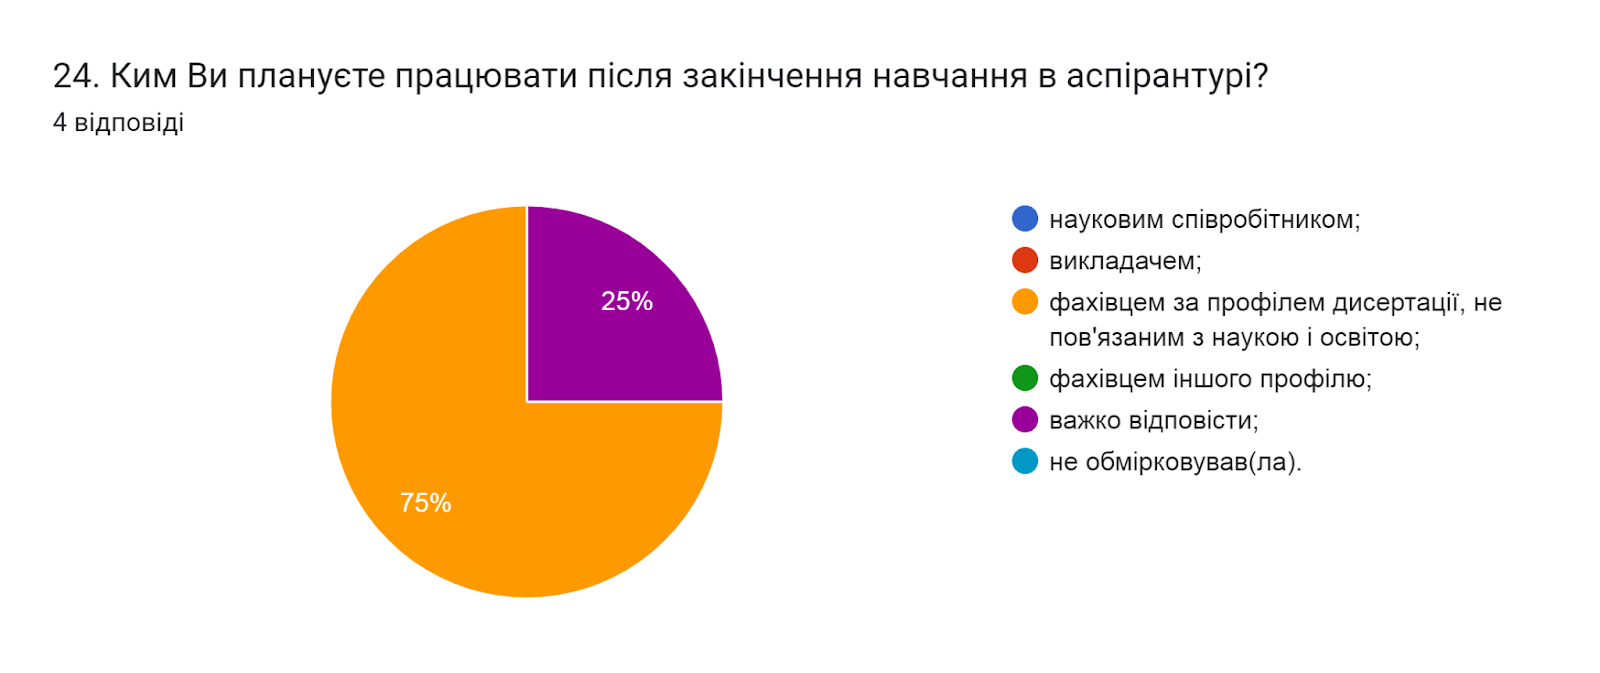 24. Ким Ви плануєте працювати після закінчення навчання в аспірантурі?
4 відповіді
25%
75%
науковим співробітником;
викладачем;
фахівцем за профілем дисертації, не
пов'язаним з наукою і освітою;
фахівцем іншого профілю;
важко відповісти;
не обмірковував(ла).